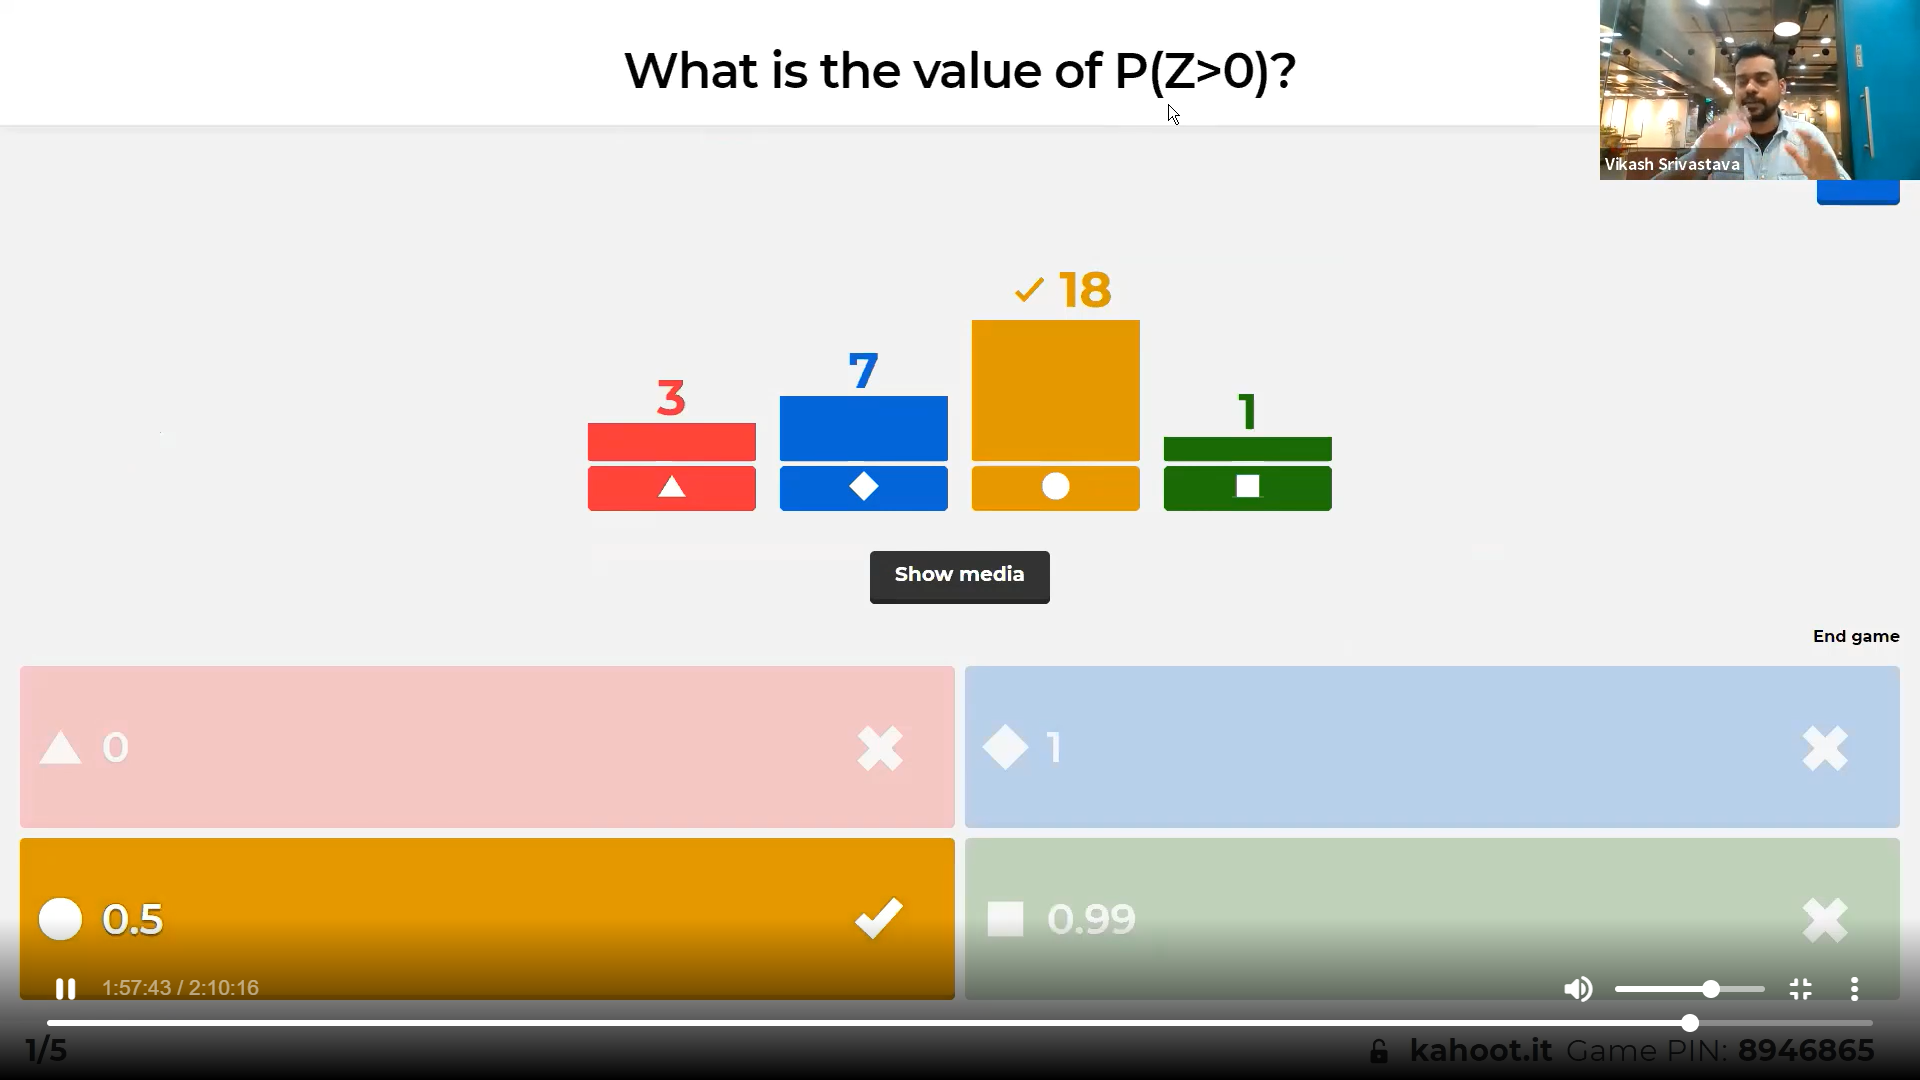 What is the value of P(Z>0)?
Vikash Srivastava
3
7
18
1
Show media
End game
0
1
0.5
0.99
1:57:43 / 2:10:16
1/5
kahoot.it Game PIN: 8946865